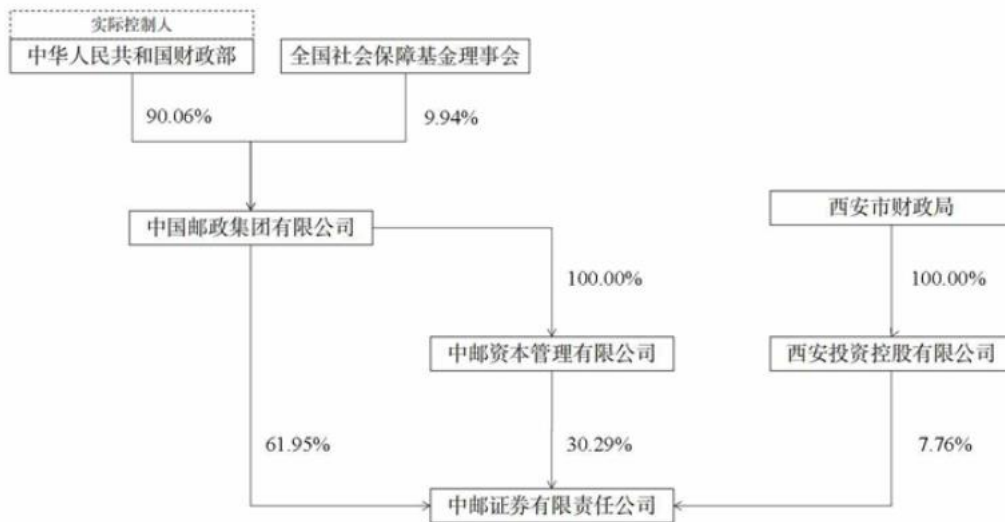 实际控制人
中华人民共和国财政部
全国社会保障基金理事会
90.06%
9.94%
中国邮政集团有限公司
西安市财政局
100.00%
100.00%
中邮资本管理有限公司
西安投资控股有限公司
61.95%
30.29%
7.76%
中邮证券有限责任公司